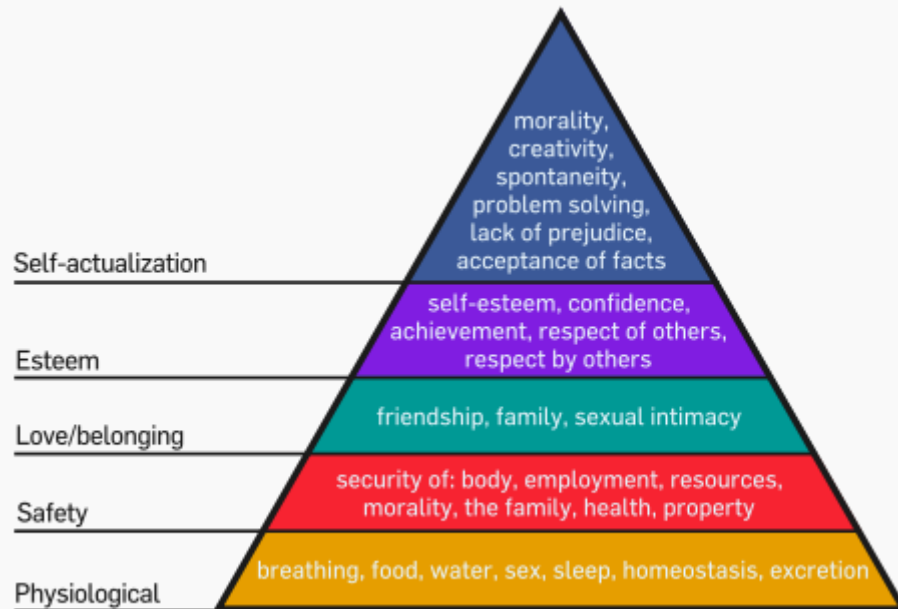 morality,
creativity,
spontaneity,
problem solving,
lack of prejudice,
acceptance of facts
Self-actualization
self-esteem, confidence,
achievement, respect of others,
respect by others
Esteem
friendship, family, sexual intimacy
Love/belonging
security of: body, employment, resources,
morality, the family, health, property
Safety
breathing, food, water, sex, sleep, homeostasis, excretion
Physiological